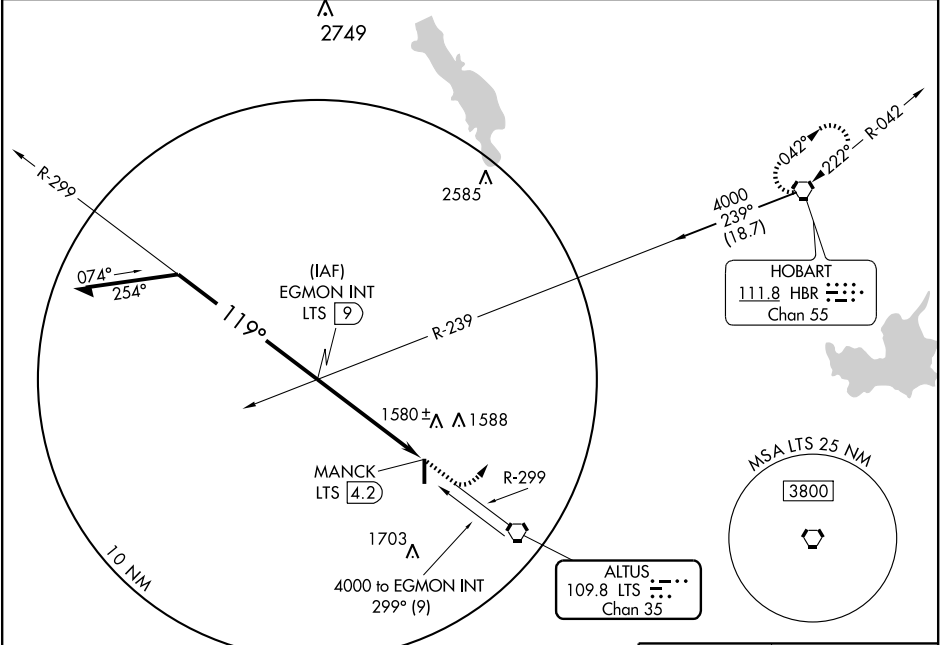 2749
2585
R-299
042°
222°
R-042
4000
239°
(18.7)
HOBART
111.8 HBR
Chan 55
074°
254°
119°
(IAF)
EGMON INT
LTS 9
R-239
1580±
1588
MANCK
LTS 4.2
R-299
1703
4000 to EGMON INT
299° (9)
10 NM
ALTUS
109.8 LTS
Chan 35
MSA LTS 25 NM
3800